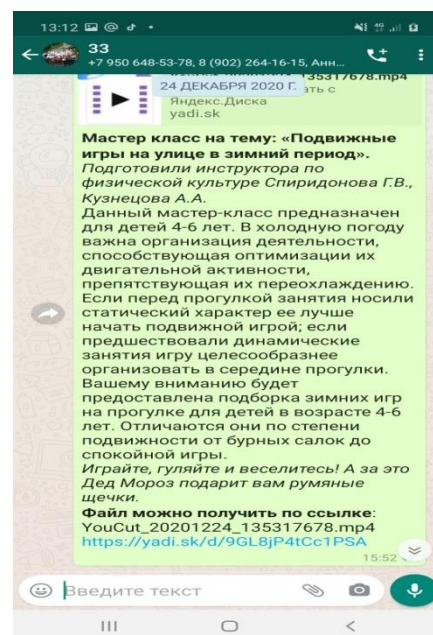 13:12
33
+7 950 648-53-78, 8 (902) 264-16-15, Анн...
135317678.mp4
24 ДЕКАБРЯ 2020 Г.
ать с
Яндекс.Диска
yadi.sk
Мастер класс на тему: «Подвижные
игры на улице в зимний период».
Подготовили инструктора по
физической культуре Спиридонова Г.В.,
Кузнецова А.А.
Данный мастер-класс предназначен
для детей 4-6 лет. В холодную погоду
важна организация деятельности,
способствующая оптимизации их
двигательной активности,
препятствующая их переохлаждению.
Если перед прогулкой занятия носили
статический характер ее лучше
начать подвижной игрой; если
предшествовали динамические
занятия игру целесообразнее
организовать в середине прогулки.
Вашему вниманию будет
предоставлена подборка зимних игр
на прогулке для детей в возрасте 4-6
лет. Отличаются они по степени
подвижности от бурных салок до
спокойной игры.
Играйте, гуляйте и веселитесь! А за это
Дед Мороз подарит вам румяные
щечки.
Файл можно получить по ссылке:
YouCut_20201224_135317678.mp4
https://yadi.sk/d/9GL8jP4tCc1PSA
15:52
Введите текст